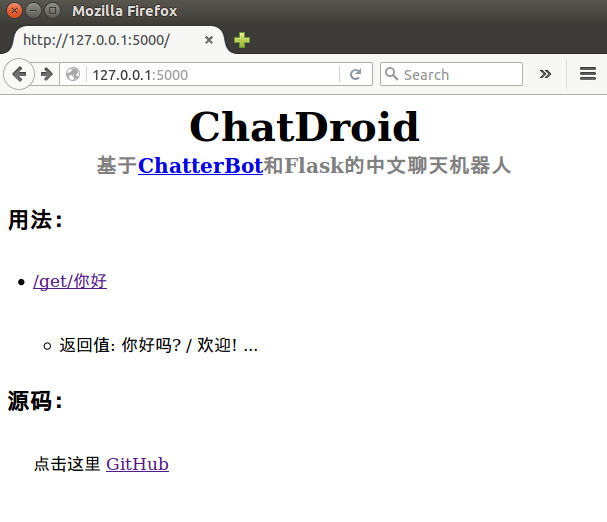 Mozilla Firefox
http://127.0.0.1:5000/
127.0.0.1:5000
Search
ChatDroid
基于ChatterBot和Flask的中文聊天机器人
用法:
/get/你好
返回值: 你好吗? / 欢迎! ...
源码:
点击这里 GitHub